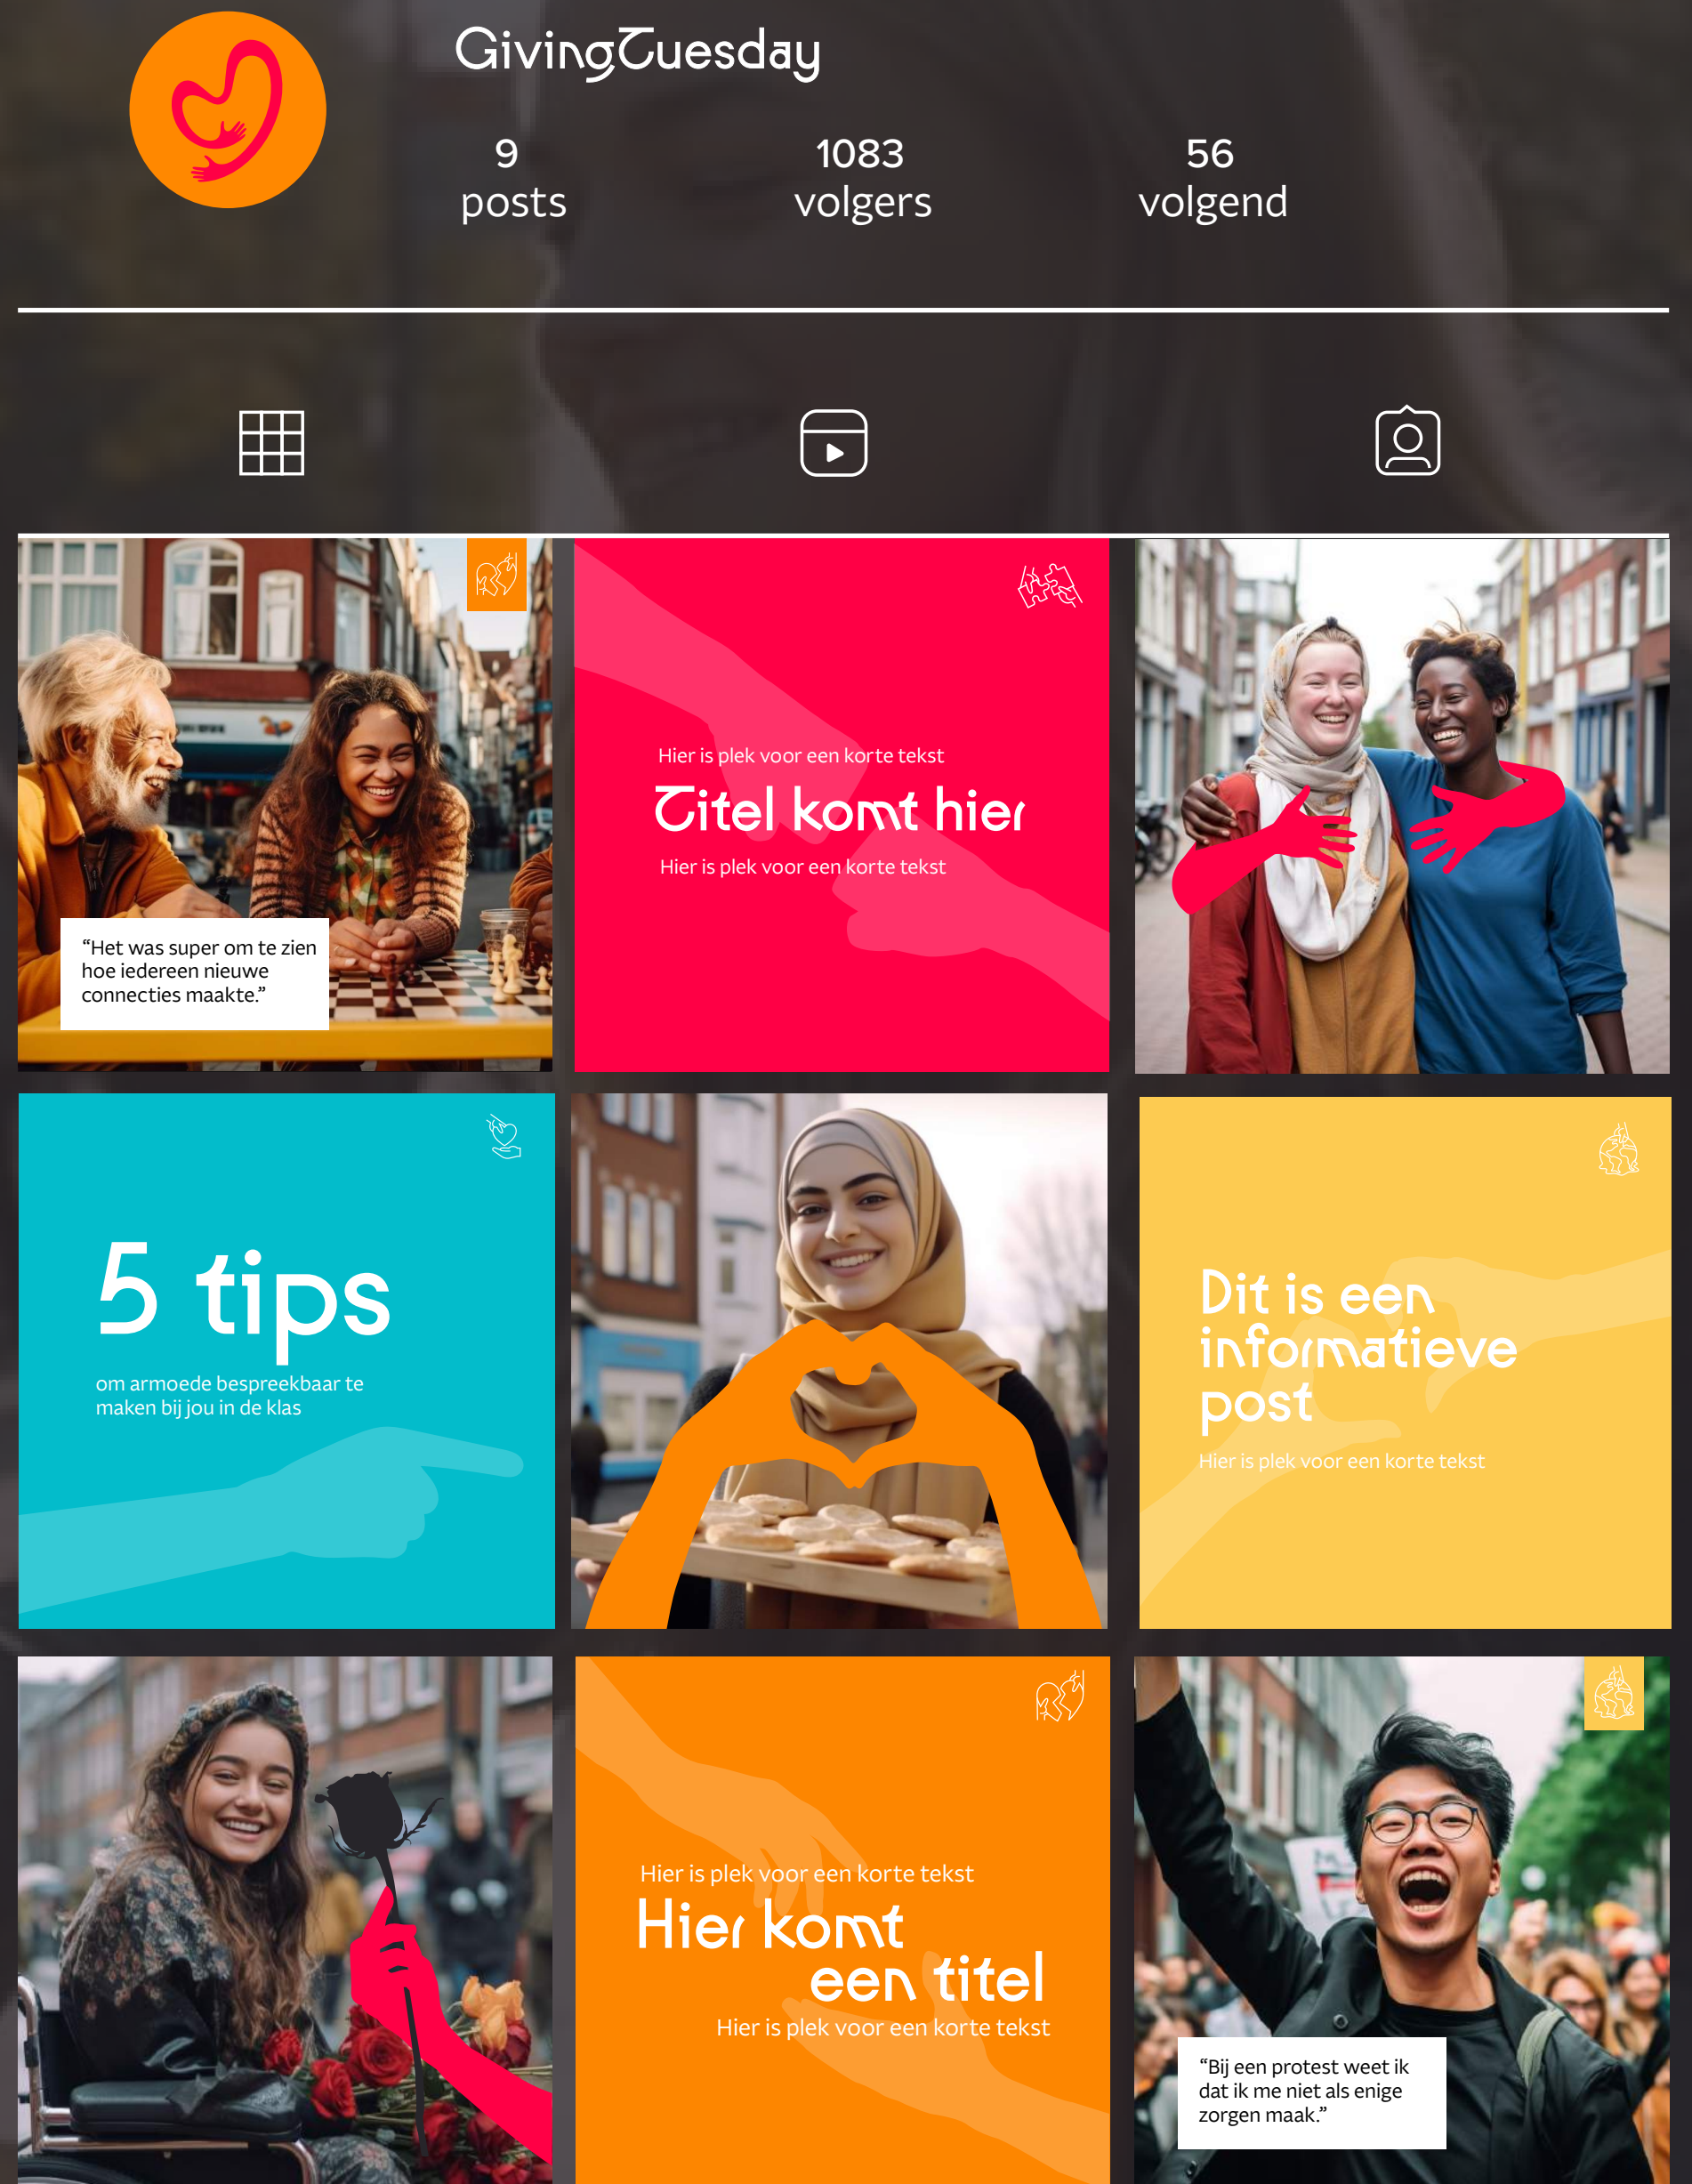 GivingTuesday
9
posts
1083
volgers
56
volgend
“Het was super om te zien
hoe iedereen nieuwe
connecties maakte.”
Hier is plek voor een korte tekst
Titel komt hier
Hier is plek voor een korte tekst
5 tips
om armoede bespreekbaar te
maken bij jou in de klas
Dit is een
informatieve
post
Hier is plek voor een korte tekst
Hier is plek voor een korte tekst
Hier komt
een titel
Hier is plek voor een korte tekst
“Bij een protest weet ik
dat ik me niet als enige
zorgen maak.”